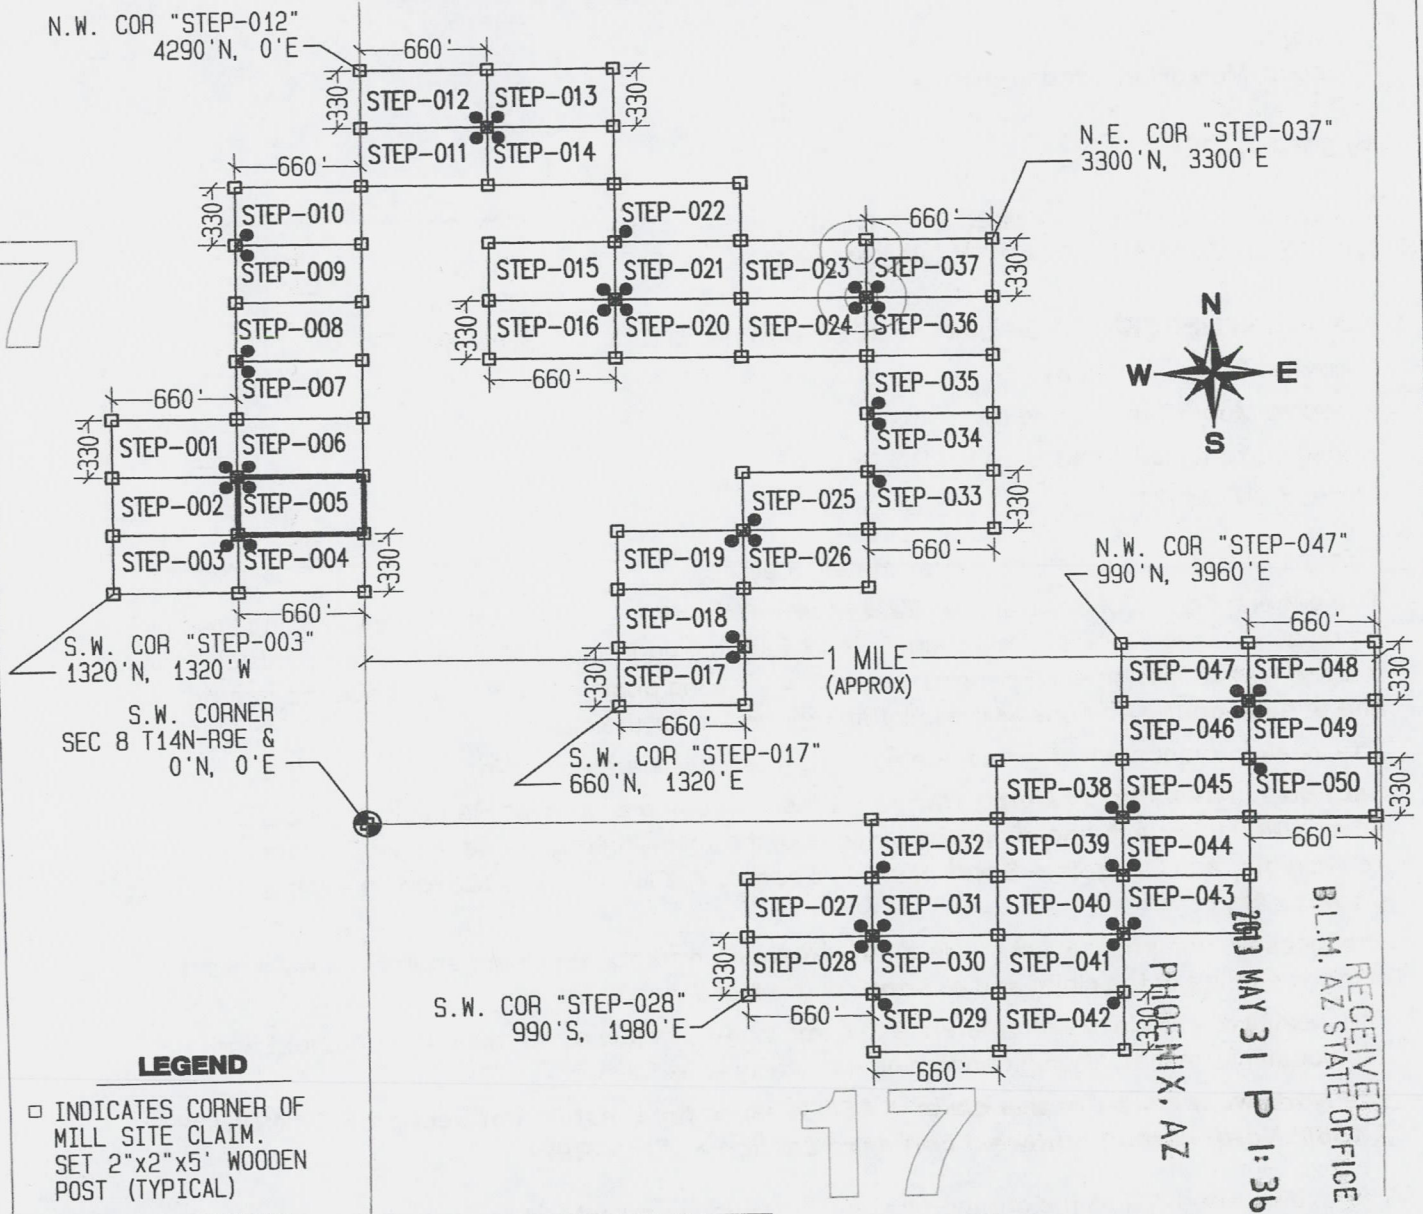 N.W. COR "STEP-012"
4290'N, 0'E
660'
330
STEP-012
STEP-013
330
STEP-011
STEP-014
N.E. COR "STEP-037"
3300'N, 3300'E
660'
330
STEP-010
STEP-009
STEP-022
660'
7
STEP-015
STEP-021
STEP-023
8
STEP-037
330
330
STEP-016
STEP-020
STEP-024
STEP-036
660'
STEP-008
STEP-007
STEP-035
STEP-034
N
W
E
S
660'
330
STEP-001
STEP-006
STEP-002
STEP-005
STEP-003
STEP-004
330
660'
STEP-025
STEP-033
330
STEP-019
STEP-026
660'
STEP-018
330
STEP-017
660'
N.W. COR "STEP-047"
990'N, 3960'E
S.W. COR "STEP-003"
1320'N, 1320'W
1 MILE
(APPROX)
660'
STEP-047
STEP-048
330
STEP-046
STEP-049
S.W. CORNER
SEC 8 T14N-R9E &
0'N, 0'E
S.W. COR "STEP-017"
660'N, 1320'E
STEP-038
STEP-045
STEP-050
330
660'
STEP-032
STEP-039
STEP-044
STEP-027
STEP-031
STEP-040
STEP-043
330
STEP-028
STEP-030
STEP-041
S.W. COR "STEP-028"
990'S, 1980'E
660'
STEP-029
STEP-042
330
660'
17
RECEIVED
B.L.M. AZ STATE OFFICE
2013 MAY 31 P 1:36
PHOENIX, AZ
LEGEND
INDICATES CORNER OF
MILL SITE CLAIM.
SET 2"x2"x5' WOODEN
POST (TYPICAL)